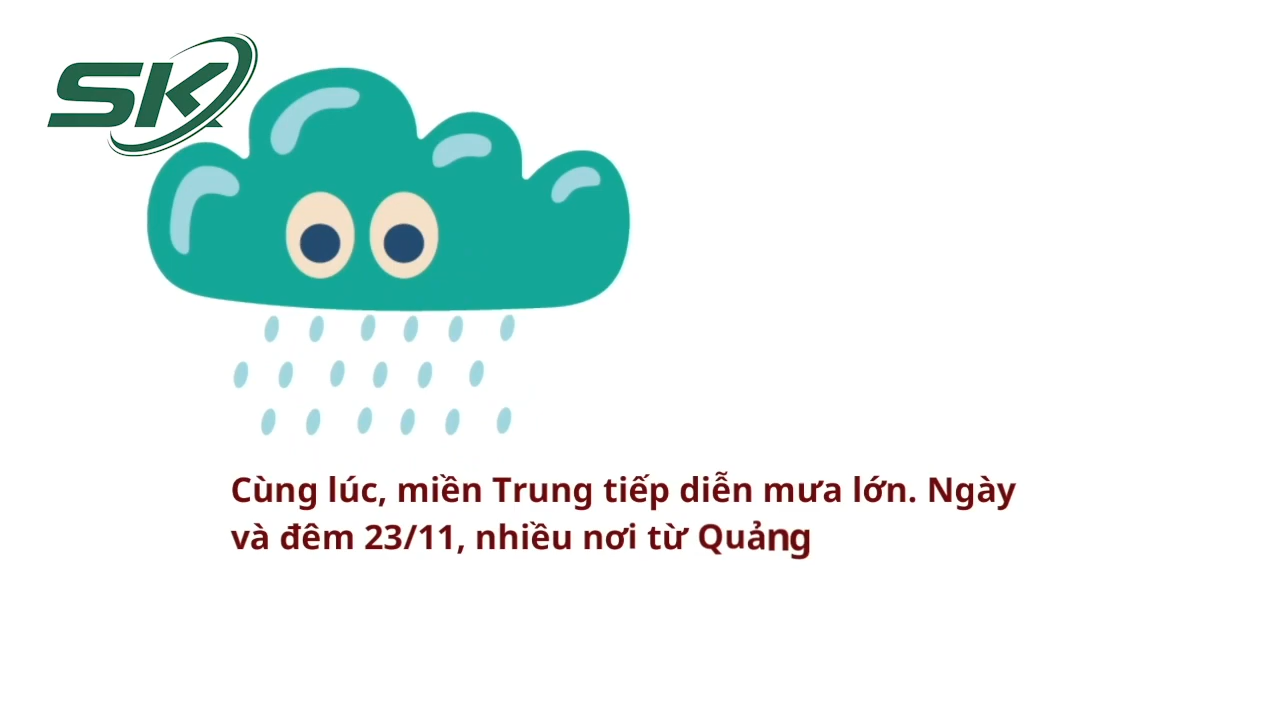 SK
Cùng lúc, miền Trung tiếp diễn mưa lớn. Ngày
và đêm 23/11, nhiều nơi từ Quảng